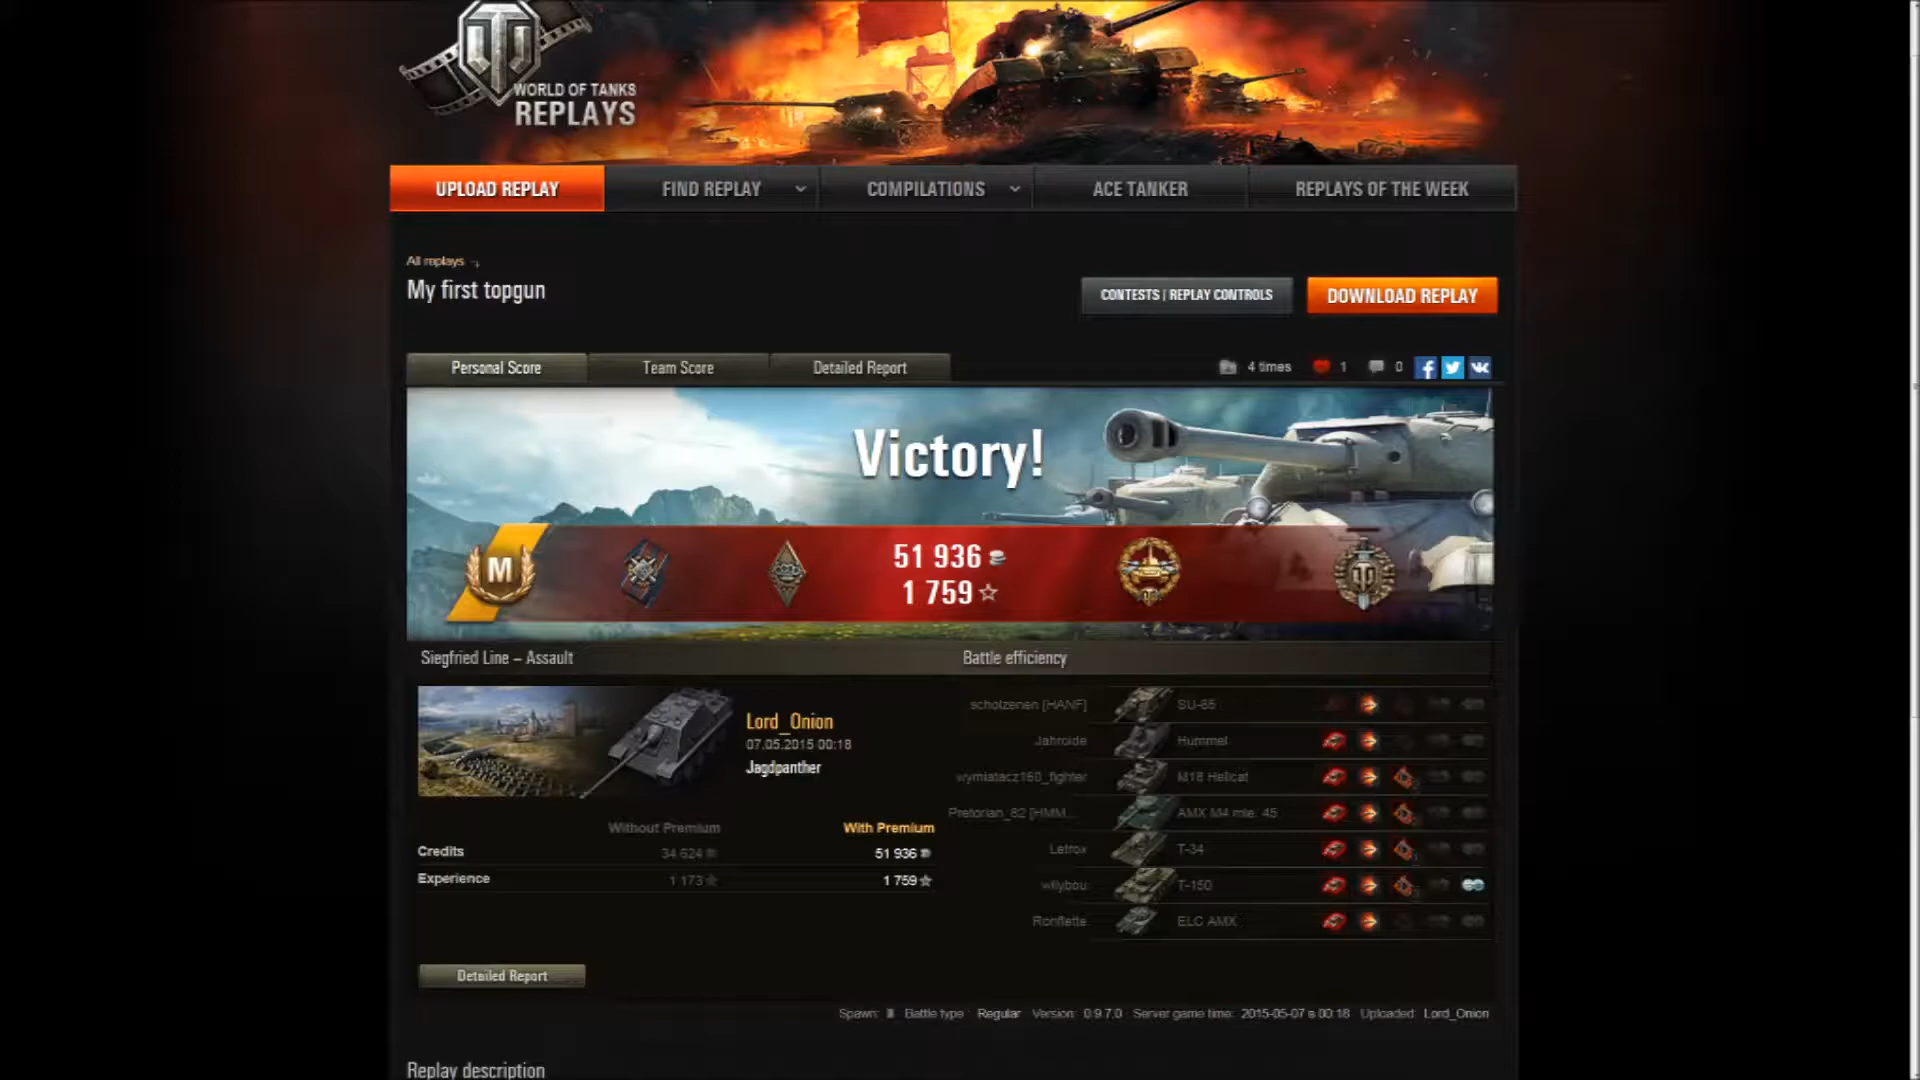 WORLD OF TANKS
REPLAYS
UPLOAD REPLAY
FIND REPLAY
COMPILATIONS
ACE TANKER
REPLAYS OF THE WEEK
All replays
My first topgun
CONTESTS | REPLAY CONTROLS
DOWNLOAD REPLAY
Personal Score
Team Score
Detailed Report
4 times
1
0
Victory!
M
51 936
1 759
Siegfried Line – Assault
Battle efficiency
Lord_Onion
07.05.2015 00:18
Jagdpanther
Without Premium
With Premium
Credits
34 624
51 936
Experience
1 173
1 759
scholzenen [HANF]
SU-85
Jahroide
Hummel
wymiatacz160_fighter
M18 Hellcat
Pretorian_82 [HMM...
AMX M4 mle. 45
Letrox
T-34
willybou
T-150
Ronflette
ELC AMX
Detailed Report
Spawn: II Battle type: Regular Version: 0.9.7.0 Server game time: 2015-05-07 в 00:18 Uploaded: Lord_Onion
Replay description